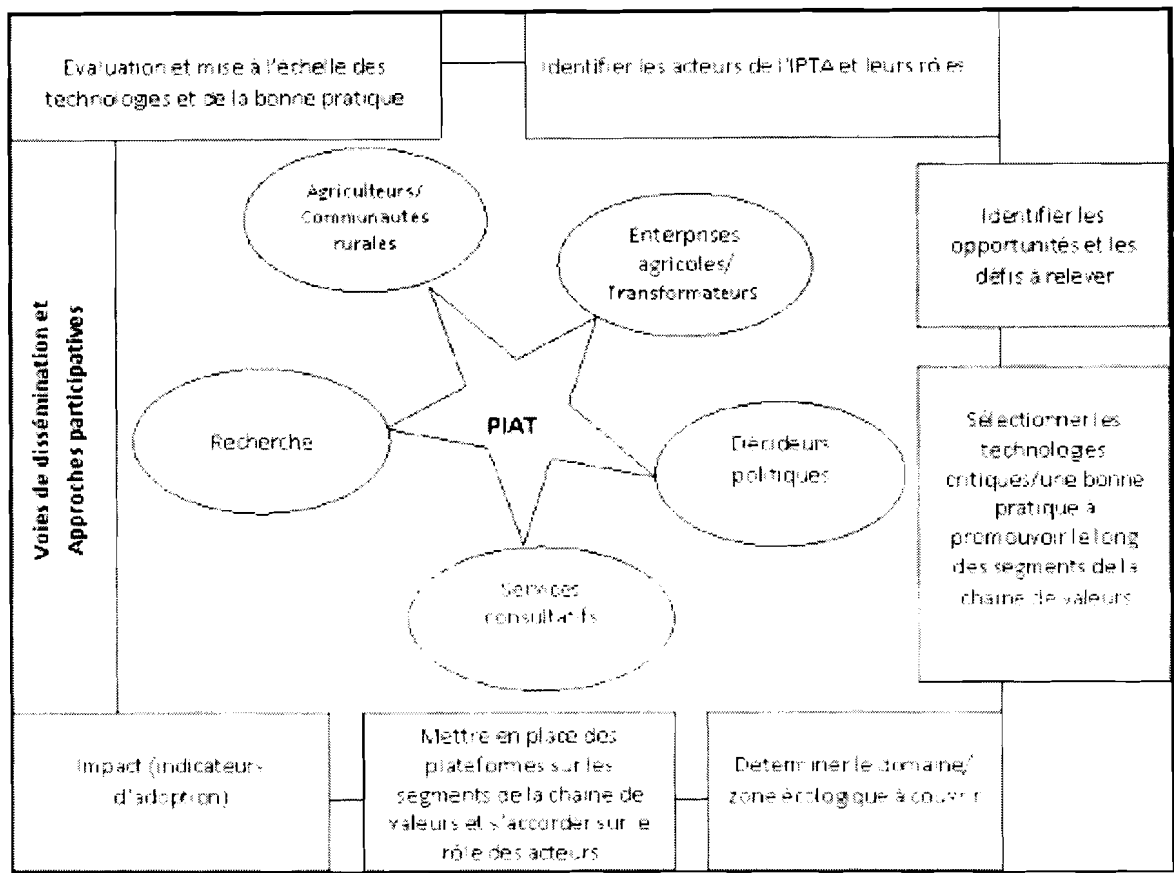 Evaluation et mise à l'échelle des
technologies et de la bonne pratique
Identifier les acteurs de l'IPTA et leurs rôles
Agriculteurs/
Communautés
rurales
Enterprises
agricoles/
Transformateurs
Identifier les
opportunités et les
défis à relever
Voies de dissémination et
Approches participatives
Recherche
PIAT
Décideurs
politiques
Sélectionner les
technologes
critiques/une bonne
pratique à
promouvoir le long
des segments de la
chaine de valeurs
Services
consultatifs
Impact (indicateurs
d'adoption)
Mettre en place des
plateformes sur les
segments de la chaine de
valeurs et s'accorder sur le
rôle des acteurs
Déterminer le domaine/
zone écologique à couvrir